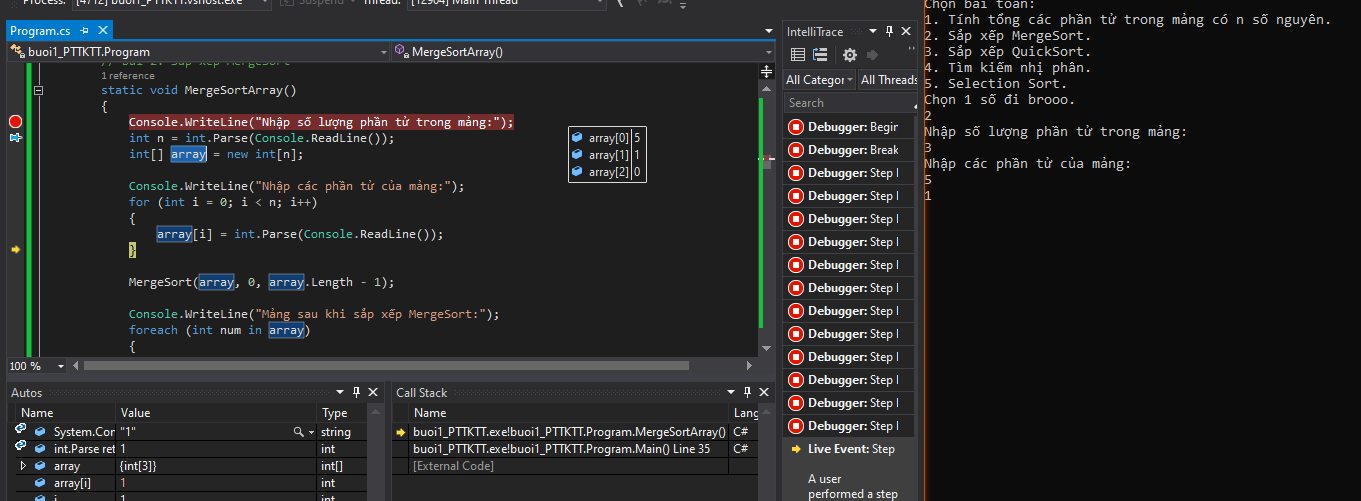 Process: [4712] buoi1_PTTKTT.vshost.exe Suspend Thread: [12904] Main Thread
Program.cs
buoi1_PTTKTT.Program MergeSortArray()
1 reference
static void MergeSortArray()
{
Console.WriteLine("Nhập số lượng phần tử trong mảng:");
int n = int.Parse(Console.ReadLine());
int[] array = new int[n];
Console.WriteLine("Nhập các phần tử của mảng:");
for (int i = 0; i < n; i++)
{
array[i] = int.Parse(Console.ReadLine());
}
MergeSort(array, 0, array.Length - 1);
Console.WriteLine("Mảng sau khi sắp xếp MergeSort:");
foreach (int num in array)
{
array[0] 5
array[1] 1
array[2] 0
100 %
Autos
Name Value Type
System.Con "1" string
int.Parse ret 1 int
array {int[3]} int[]
array[i] 1 int
i 1 int
Call Stack
Name Lang
buoi1_PTTKTT.exe!buoi1_PTTKTT.Program.MergeSortArray() C#
buoi1_PTTKTT.exe!buoi1_PTTKTT.Program.Main() Line 35 C#
[External Code]
IntelliTrace
All Categor All Threads
Search
Debugger: Begir
Debugger: Break
Debugger: Step I
Debugger: Step I
Debugger: Step I
Debugger: Step I
Debugger: Step I
Debugger: Step I
Debugger: Step I
Debugger: Step I
Debugger: Step I
Debugger: Step I
Debugger: Step I
Debugger: Step I
Live Event: Step
A user
performed a step
Chọn bài toán:
1. Tính tổng các phần tử trong mảng có n số nguyên.
2. Sắp xếp MergeSort.
3. Sắp xếp QuickSort.
4. Tìm kiếm nhị phân.
5. Selection Sort.
Chọn 1 số đi brooo.
2
Nhập số lượng phần tử trong mảng:
3
Nhập các phần tử của mảng:
5
1